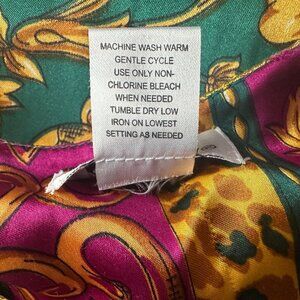 MACHINE WASH WARM
GENTLE CYCLE
USE ONLY NON-
CHLORINE BLEACH
WHEN NEEDED
TUMBLE DRY LOW
IRON ON LOWEST
SETTING AS NEEDED